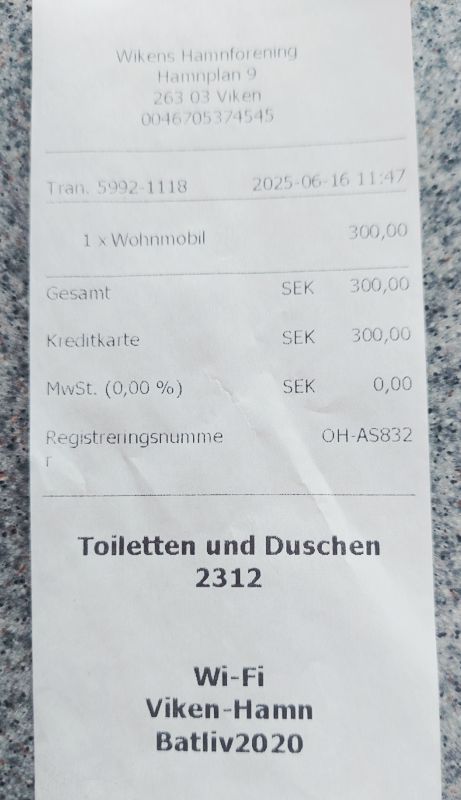 Wikens Hamnförening
Hamnplan 9
263 03 Viken
0046705374545
Tran. 5992-1118 2025-06-16 11:47
1 x Wohnmobil 300,00
Gesamt SEK 300,00
Kreditkarte SEK 300,00
MwSt. (0,00 %) SEK 0,00
Registreringsnumme OH-AS832
r
Toiletten und Duschen
2312
Wi-Fi
Viken-Hamn
Batliv2020